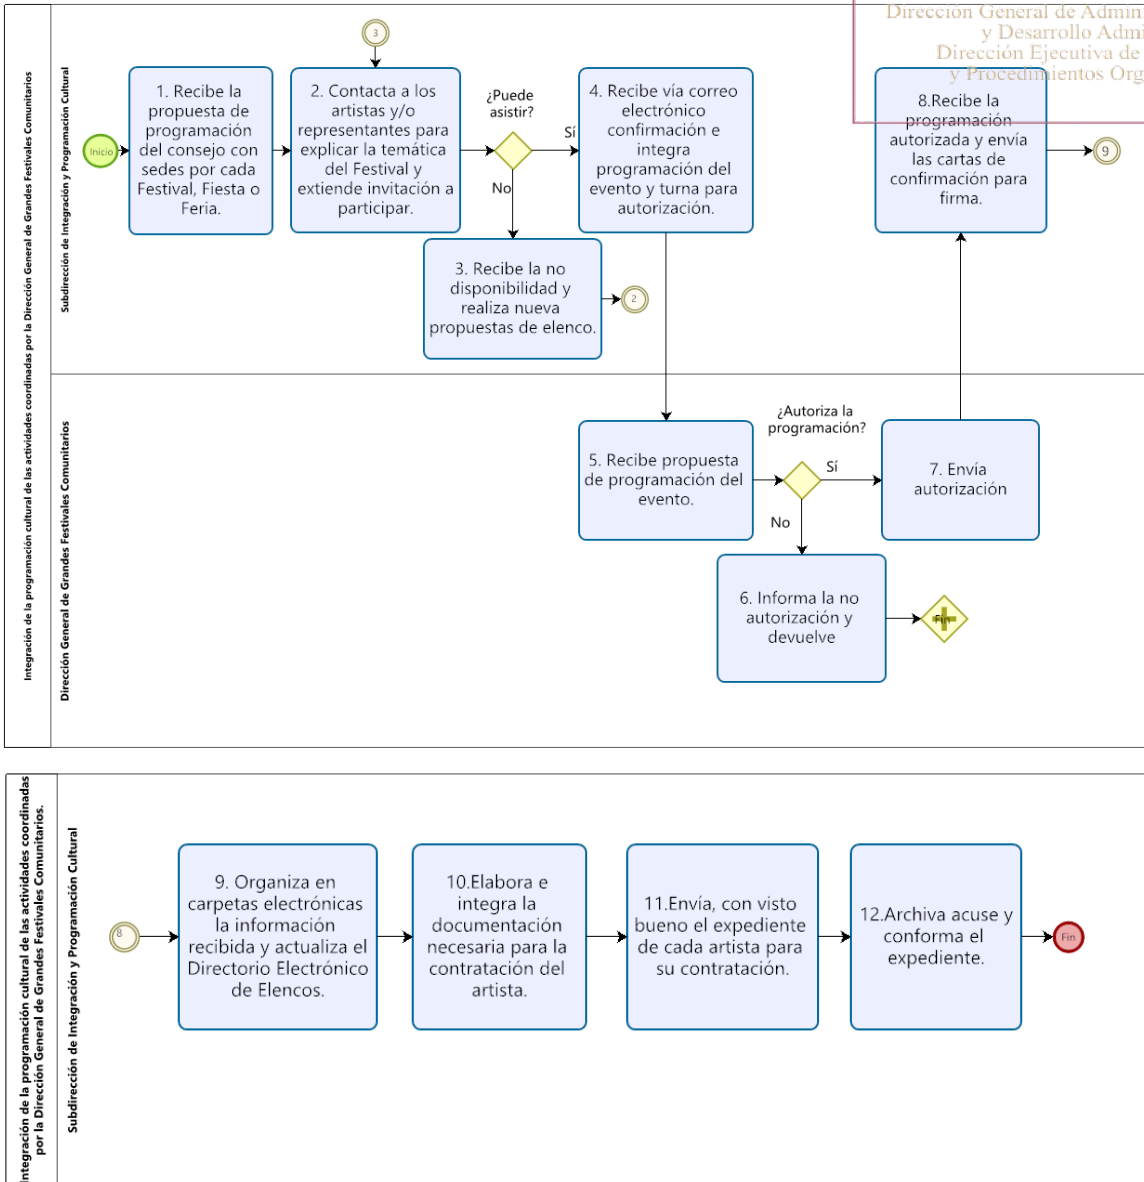 Dirección General de Admin
y Desarrollo Admi
Dirección Ejecutiva de
y Procedimientos Org
Integración de la programación cultural de las actividades coordinadas por la Dirección General de Grandes Festivales Comunitarios
Subdirección de Integración y Programación Cultural
3
Inicio
1. Recibe la
propuesta de
programación
del consejo con
sedes por cada
Festival, Fiesta o
Feria.
2. Contacta a los
artistas y/o
representantes para
explicar la temática
del Festival y
extiende invitación a
participar.
¿Puede
asistir?
Sí
No
3. Recibe la no
disponibilidad y
realiza nueva
propuestas de elenco.
2
4. Recibe vía correo
electrónico
confirmación e
integra
programación del
evento y turna para
autorización.
8.Recibe la
programación
autorizada y envía
las cartas de
confirmación para
firma.
9
Dirección General de Grandes Festivales Comunitarios
5. Recibe propuesta
de programación del
evento.
¿Autoriza la
programación?
Sí
No
7. Envía
autorización
6. Informa la no
autorización y
devuelve
Fin
Integración de la programación cultural de las actividades coordinadas
por la Dirección General de Grandes Festivales Comunitarios.
Subdirección de Integración y Programación Cultural
8
9. Organiza en
carpetas electrónicas
la información
recibida y actualiza el
Directorio Electrónico
de Elencos.
10.Elabora e
integra la
documentación
necesaria para la
contratación del
artista.
11.Envía, con visto
bueno el expediente
de cada artista para
su contratación.
12.Archiva acuse y
conforma el
expediente.
Fin